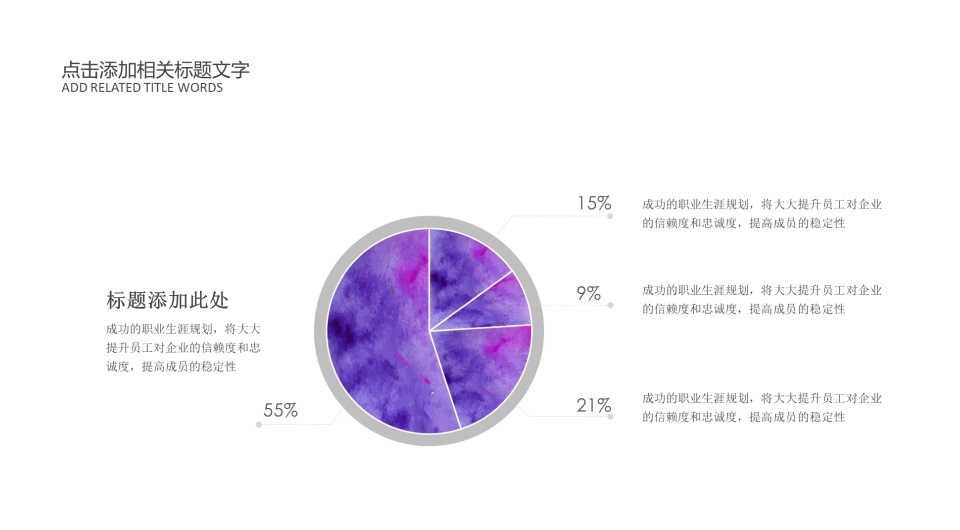 点击添加相关标题文字
ADD RELATED TITLE WORDS
15%
成功的职业生涯规划，将大大提升员工对企业
的信赖度和忠诚度，提高成员的稳定性
9%
成功的职业生涯规划，将大大提升员工对企业
的信赖度和忠诚度，提高成员的稳定性
标题添加此处
成功的职业生涯规划，将大大
提升员工对企业的信赖度和忠
诚度，提高成员的稳定性
55%
21%
成功的职业生涯规划，将大大提升员工对企业
的信赖度和忠诚度，提高成员的稳定性